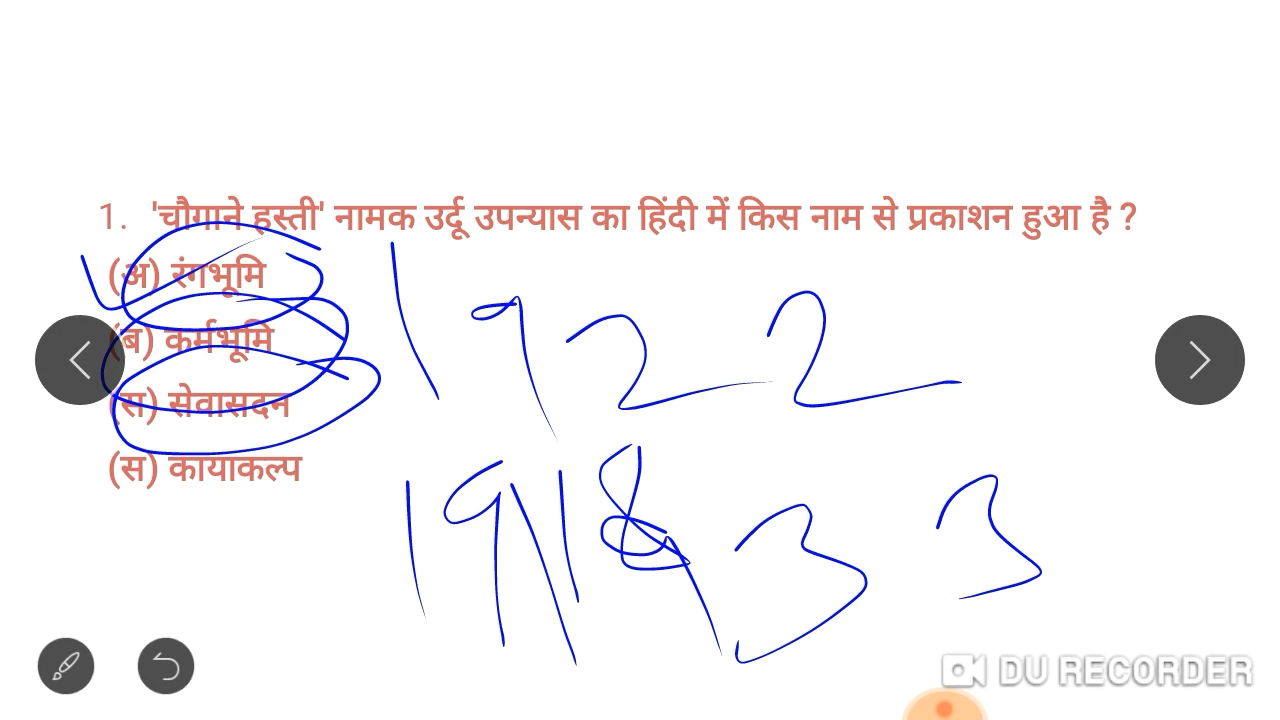 1. 'चौगाने हस्ती' नामक उर्दू उपन्यास का हिंदी में किस नाम से प्रकाशन हुआ है ?
(अ) रंगभूमि
(ब) कर्मभूमि
(स) सेवासदन
(स) कायाकल्प
1922
1918
33
DU RECORDER